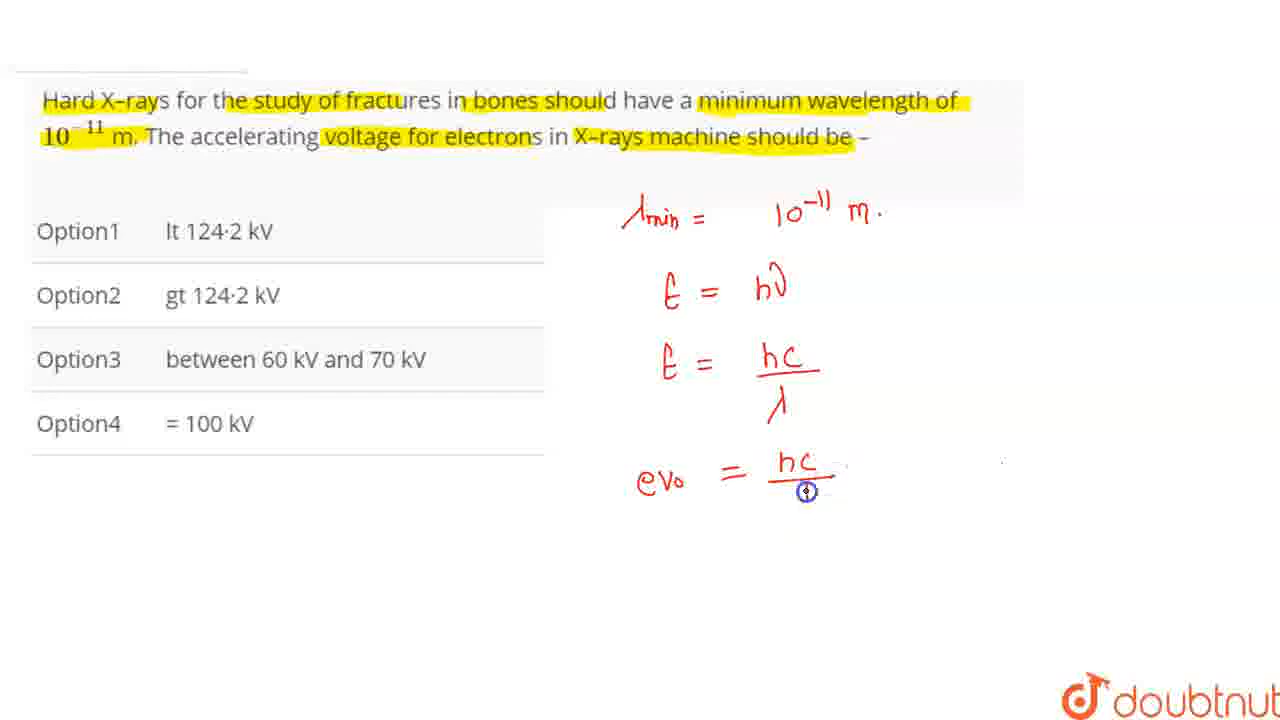 Hard X–rays for the study of fractures in bones should have a minimum wavelength of
10⁻¹¹ m. The accelerating voltage for electrons in X–rays machine should be –
λmin = 10⁻¹¹ m.
Option1 lt 124·2 kV
E = hν
Option2 gt 124·2 kV
E = hc/λ
Option3 between 60 kV and 70 kV
Option4 = 100 kV
eV₀ = hc
doubtnut